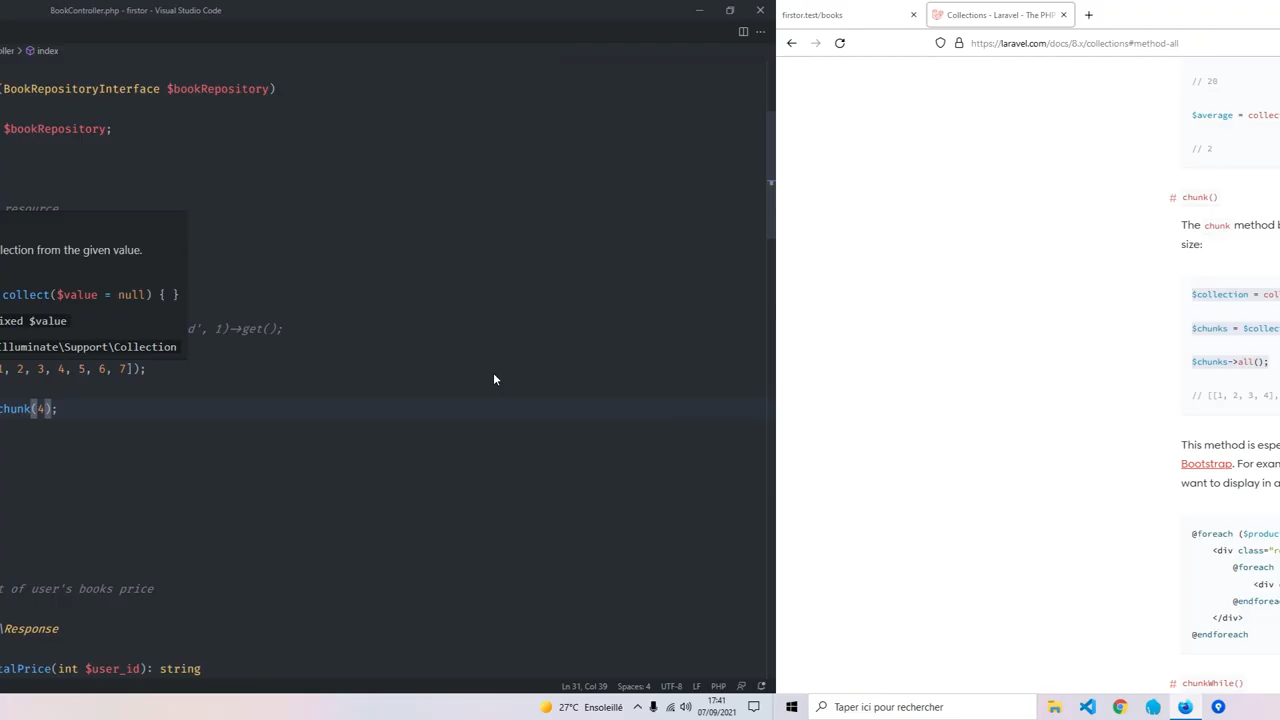 BookController.php - firstor - Visual Studio Code
oller > index
(BookRepositoryInterface $bookRepository)
$bookRepository;
resource
lection from the given value.
collect($value = null) { }
ixed $value
Illuminate\Support\Collection
d', 1)->get();
1, 2, 3, 4, 5, 6, 7]);
chunk(4);
t of user's books price
\Response
talPrice(int $user_id): string
Ln 31, Col 39 Spaces: 4 UTF-8 LF PHP
27°C Ensoleillé
17:41
07/09/2021
firstor.test/books
Collections - Laravel - The PHP
https://laravel.com/docs/8.x/collections#method-all
// 20
$average = collec
// 2
# chunk()
The chunk method b
size:
$collection = col
$chunks = $collec
$chunks->all();
// [[1, 2, 3, 4],
This method is espe
Bootstrap. For exan
want to display in a
@foreach ($produc
<div class="r
@foreach
<div
@endforea
</div>
@endforeach
# chunkWhile()
Taper ici pour rechercher